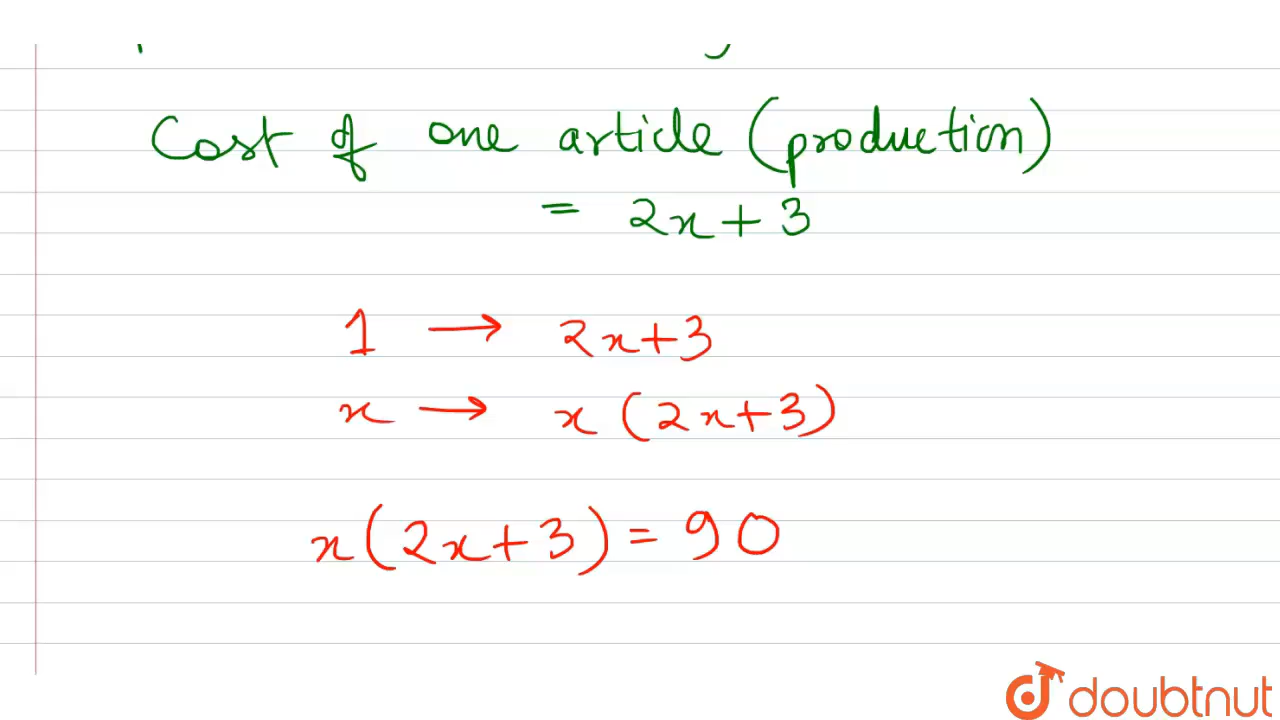 Cost of one article (production)
= 2x + 3
1 → 2x+3
x → x (2x+3)
x(2x+3) = 90
doubtnut